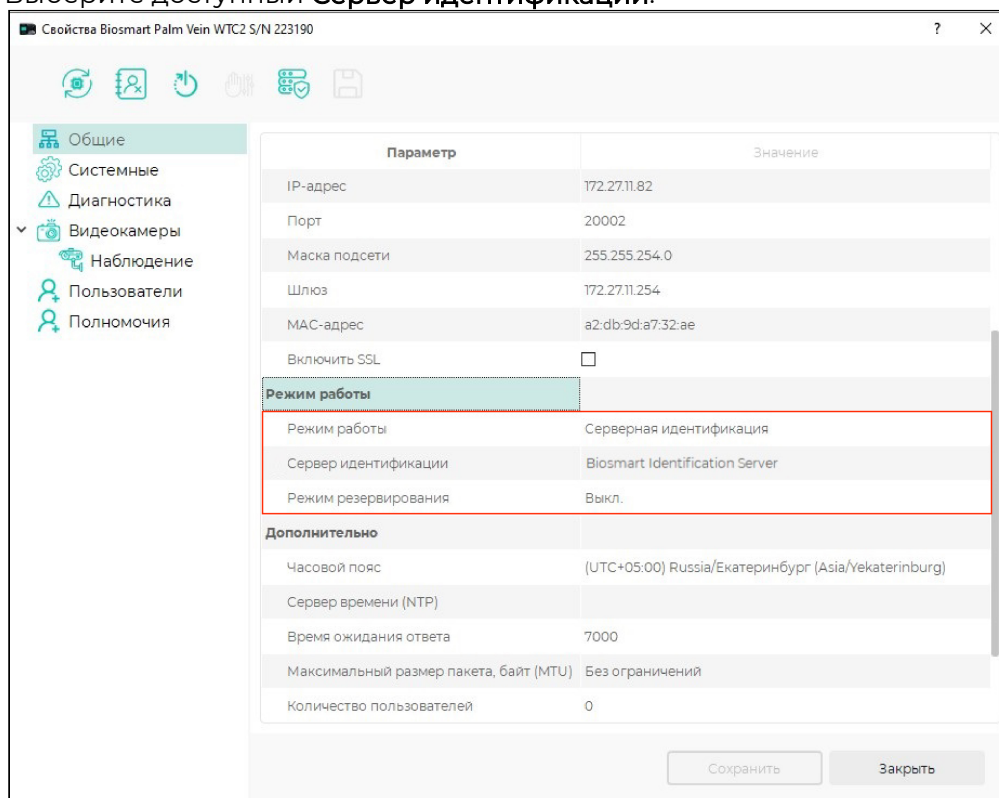 Выберите доступный Сервер идентификации.
Свойства Biosmart Palm Vein WTC2 S/N 223190
Общие
Системные
Диагностика
Видеокамеры
Наблюдение
Пользователи
Полномочия
Параметр Значение
IP-адрес 172.27.11.82
Порт 20002
Маска подсети 255.255.254.0
Шлюз 172.27.11.254
MAC-адрес a2:db:9d:a7:32:ae
Включить SSL
Режим работы
Режим работы Серверная идентификация
Сервер идентификации Biosmart Identification Server
Режим резервирования Выкл.
Дополнительно
Часовой пояс (UTC+05:00) Russia/Екатеринбург (Asia/Yekaterinburg)
Сервер времени (NTP)
Время ожидания ответа 7000
Максимальный размер пакета, байт (MTU) Без ограничений
Количество пользователей 0
Сохранить Закрыть